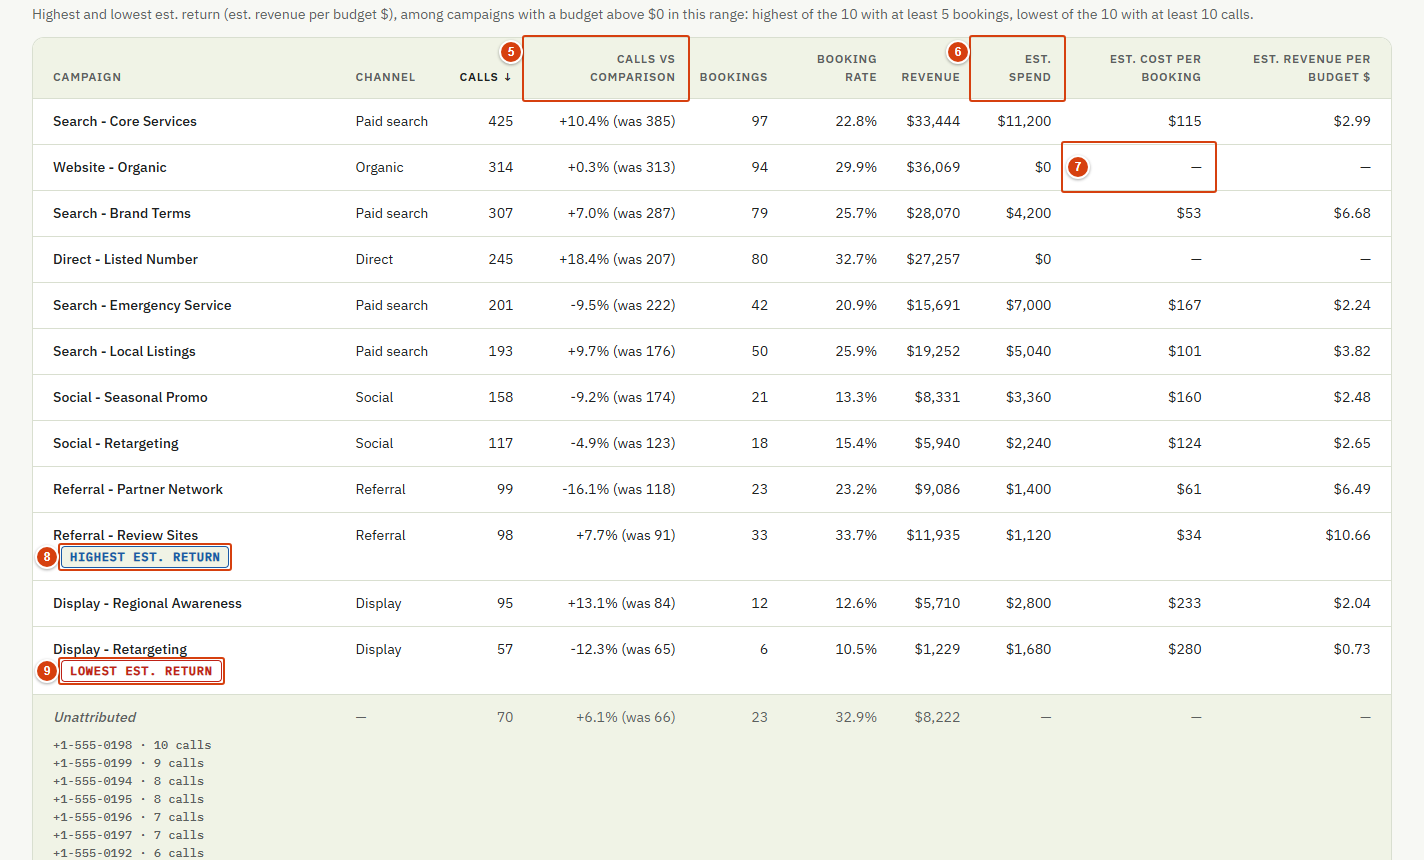 Highest and lowest est. return (est. revenue per budget $), among campaigns with a budget above $0 in this range: highest of the 10 with at least 5 bookings, lowest of the 10 with at least 10 calls.
CAMPAIGN CHANNEL CALLS ↓ 5 CALLS VS COMPARISON BOOKINGS BOOKING RATE REVENUE 6 EST. SPEND EST. COST PER BOOKING EST. REVENUE PER BUDGET $
Search - Core Services Paid search 425 +10.4% (was 385) 97 22.8% $33,444 $11,200 $115 $2.99
Website - Organic Organic 314 +0.3% (was 313) 94 29.9% $36,069 $0 7 — —
Search - Brand Terms Paid search 307 +7.0% (was 287) 79 25.7% $28,070 $4,200 $53 $6.68
Direct - Listed Number Direct 245 +18.4% (was 207) 80 32.7% $27,257 $0 — —
Search - Emergency Service Paid search 201 -9.5% (was 222) 42 20.9% $15,691 $7,000 $167 $2.24
Search - Local Listings Paid search 193 +9.7% (was 176) 50 25.9% $19,252 $5,040 $101 $3.82
Social - Seasonal Promo Social 158 -9.2% (was 174) 21 13.3% $8,331 $3,360 $160 $2.48
Social - Retargeting Social 117 -4.9% (was 123) 18 15.4% $5,940 $2,240 $124 $2.65
Referral - Partner Network Referral 99 -16.1% (was 118) 23 23.2% $9,086 $1,400 $61 $6.49
Referral - Review Sites Referral 98 +7.7% (was 91) 33 33.7% $11,935 $1,120 $34 $10.66
8 HIGHEST EST. RETURN
Display - Regional Awareness Display 95 +13.1% (was 84) 12 12.6% $5,710 $2,800 $233 $2.04
Display - Retargeting Display 57 -12.3% (was 65) 6 10.5% $1,229 $1,680 $280 $0.73
9 LOWEST EST. RETURN
Unattributed — 70 +6.1% (was 66) 23 32.9% $8,222 — — —
+1-555-0198 · 10 calls
+1-555-0199 · 9 calls
+1-555-0194 · 8 calls
+1-555-0195 · 8 calls
+1-555-0196 · 7 calls
+1-555-0197 · 7 calls
+1-555-0192 · 6 calls